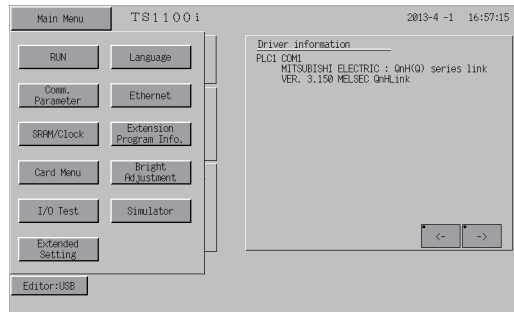 Main Menu
TS1100i
2013-4 -1 16:57:15
RUN
Language
Comm.
Parameter
Ethernet
SRAM/Clock
Extension
Program Info.
Card Menu
Bright
Adjustment
I/O Test
Simulator
Extended
Setting
Editor:USB
Driver information
PLC1 COM1
MITSUBISHI ELECTRIC : QnH(Q) series link
VER. 3.150 MELSEC QnHLink
<- ->